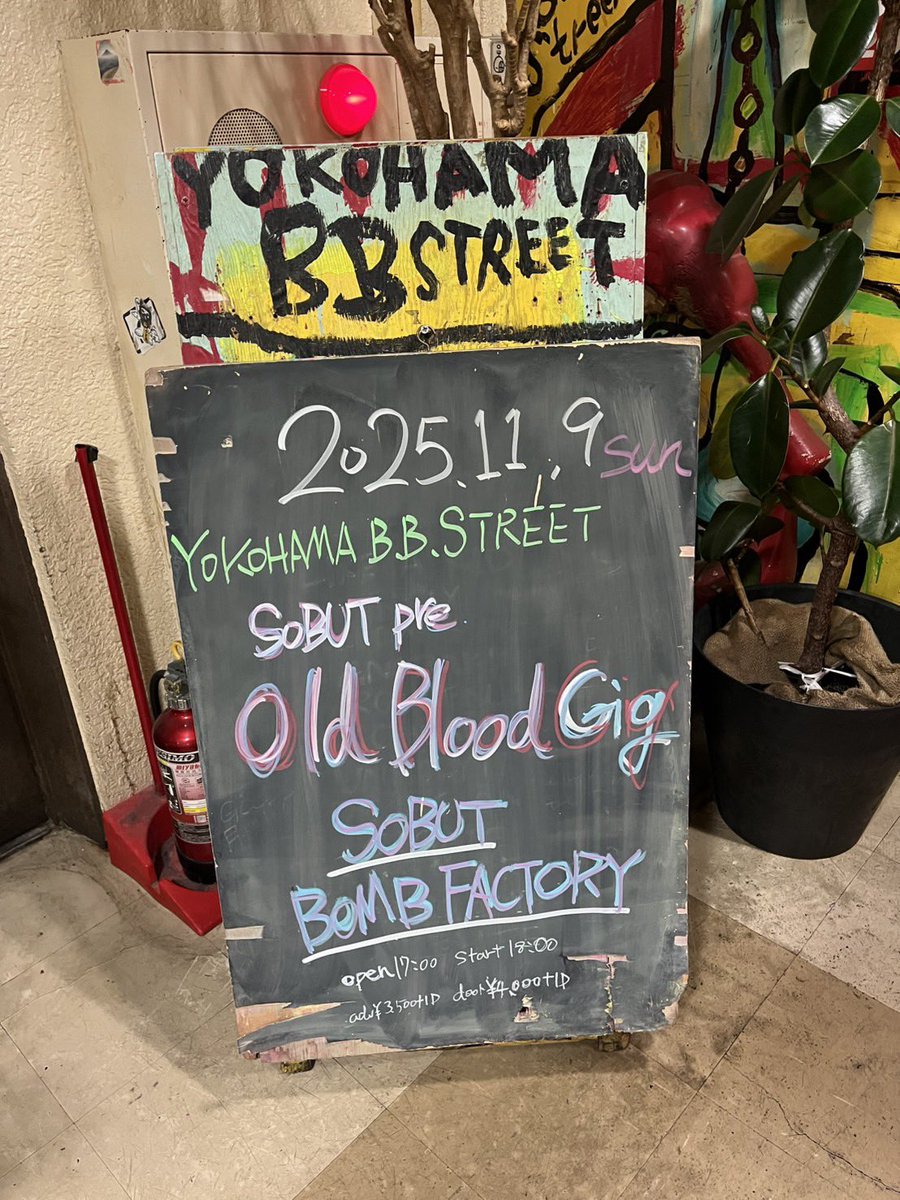 YOKOHAMA
BB STREET
2025.11.9 sun
YOKOHAMA B.B.STREET
SOBUT pre.
Old Blood Gig
SOBUT
BOMB FACTORY
open 17:00 start 18:00
adv¥3,500+1D door¥4,000+1D